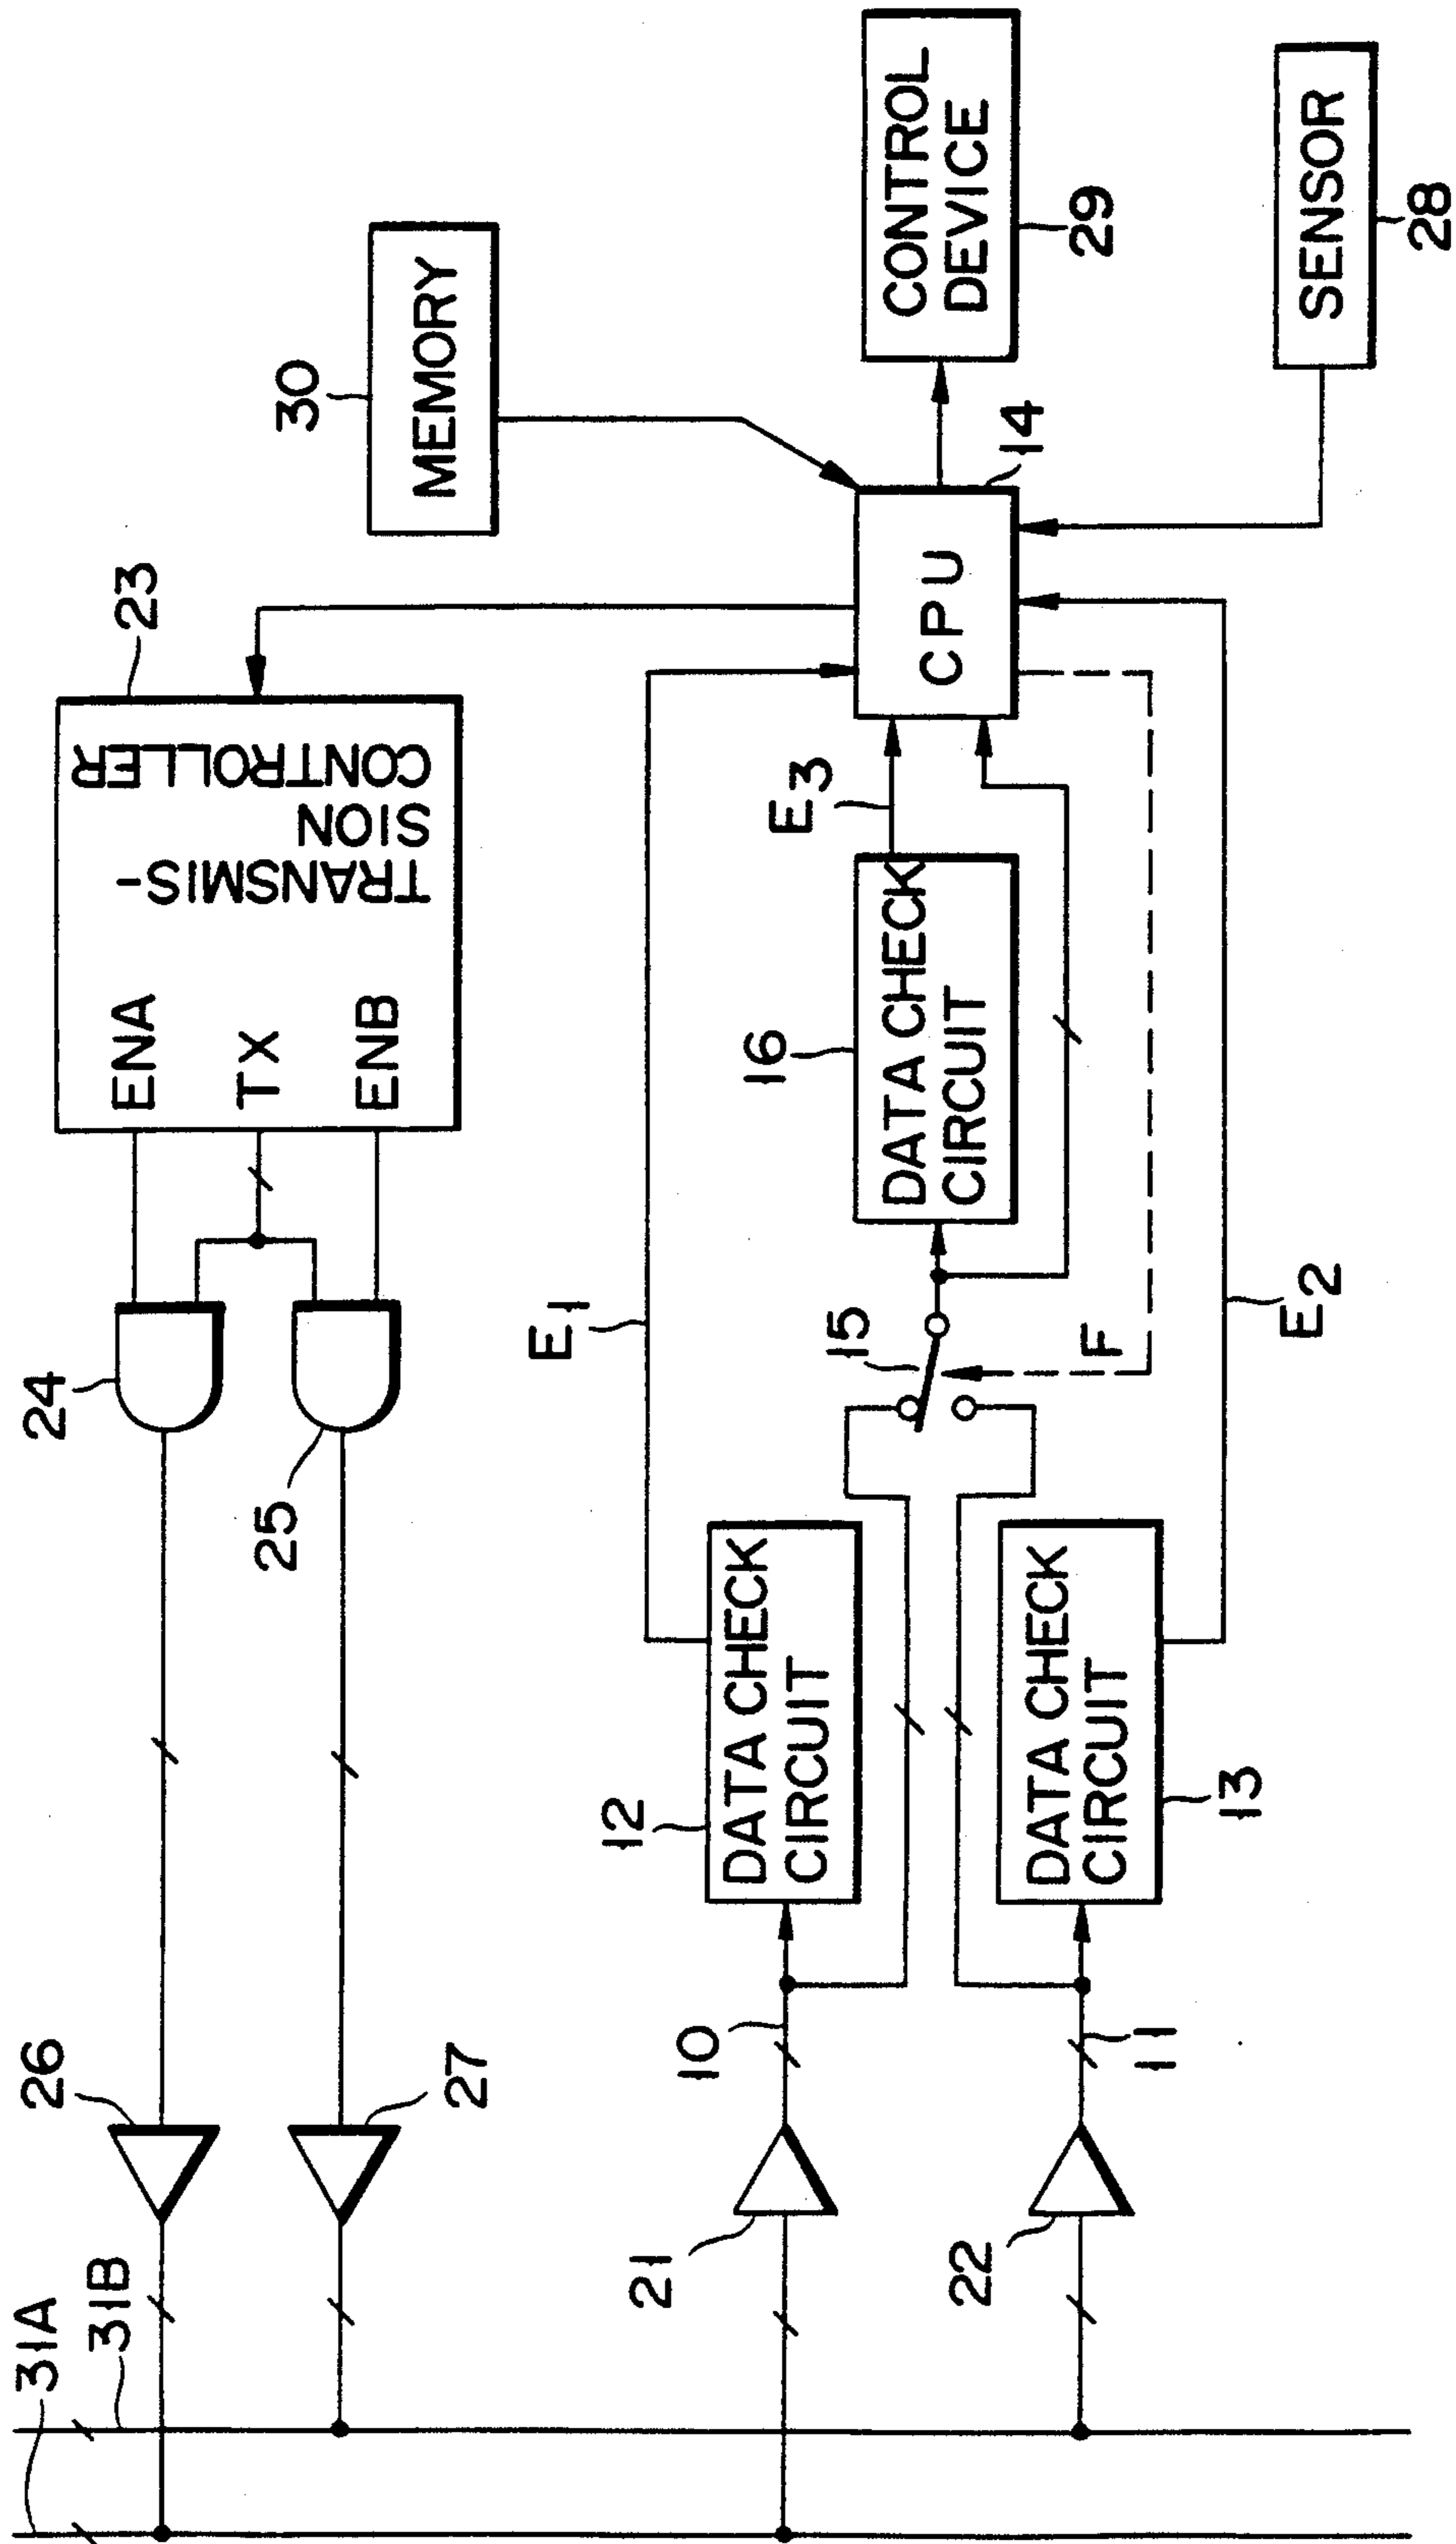 31A
31B
26
27
24
25
ENA
TX
ENB
TRANSMIS-
SION
CONTROLLER
23
30
MEMORY
21
22
10
11
12
DATA CHECK
CIRCUIT
DATA CHECK
CIRCUIT
13
E1
15
F
E2
16
DATA CHECK
CIRCUIT
E3
CPU
14
CONTROL
DEVICE
29
SENSOR
28